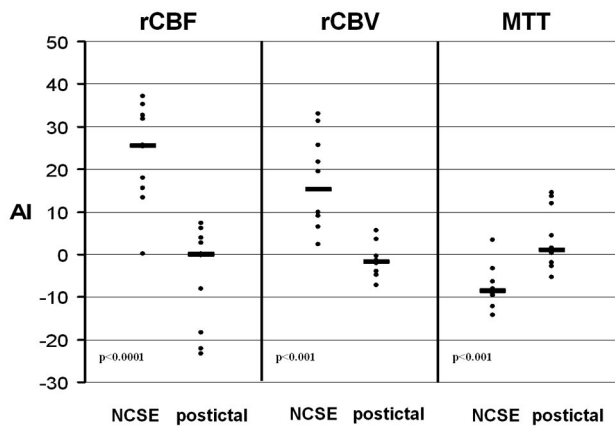 rCBF rCBV MTT
50
40
30
20
10
0
-10
-20
-30
AI
p<0.0001 p<0.001 p<0.001
NCSE postictal NCSE postictal NCSE postictal